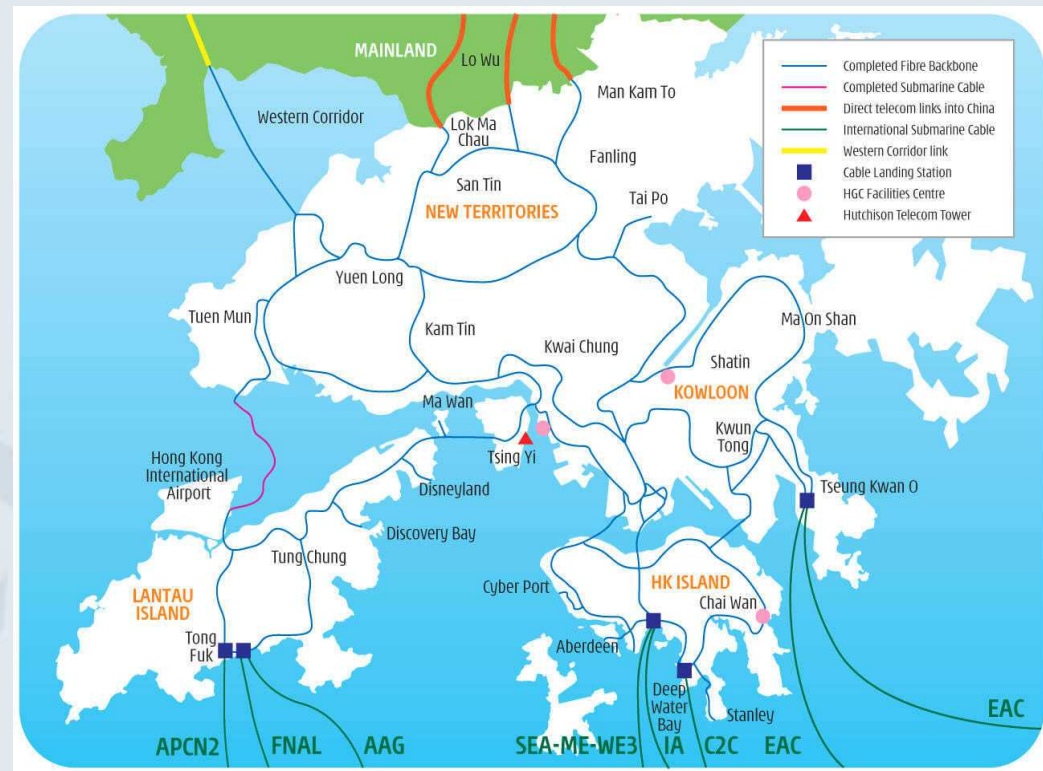 MAINLAND
Lo Wu
Man Kam To
Western Corridor
Lok Ma
Chau
Fanling
San Tin
NEW TERRITORIES
Tai Po
Yuen Long
Tuen Mun
Kam Tin
Kwai Chung
Ma On Shan
Shatin
KOWLOON
Ma Wan
Kwun
Tong
Tsing Yi
Hong Kong
International
Airport
Disneyland
Tseung Kwan O
Discovery Bay
Tung Chung
Cyber Port
HK ISLAND
LANTAU
ISLAND
Chai Wan
Tong
Fuk
Aberdeen
Deep
Water
Bay
Stanley
APCN2
FNAL
AAG
SEA-ME-WE3
IA
C2C
EAC
EAC
Completed Fibre Backbone
Completed Submarine Cable
Direct telecom links into China
International Submarine Cable
Western Corridor link
Cable Landing Station
HGC Facilities Centre
Hutchison Telecom Tower